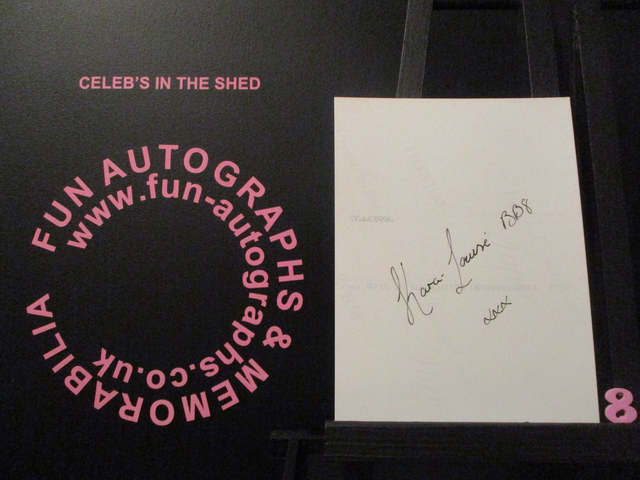 CELEB'S IN THE SHED
FUN AUTOGRAPHS & MEMORABILIA
www.fun-autographs.co.uk
Kara-Louise BB8
xxx
8